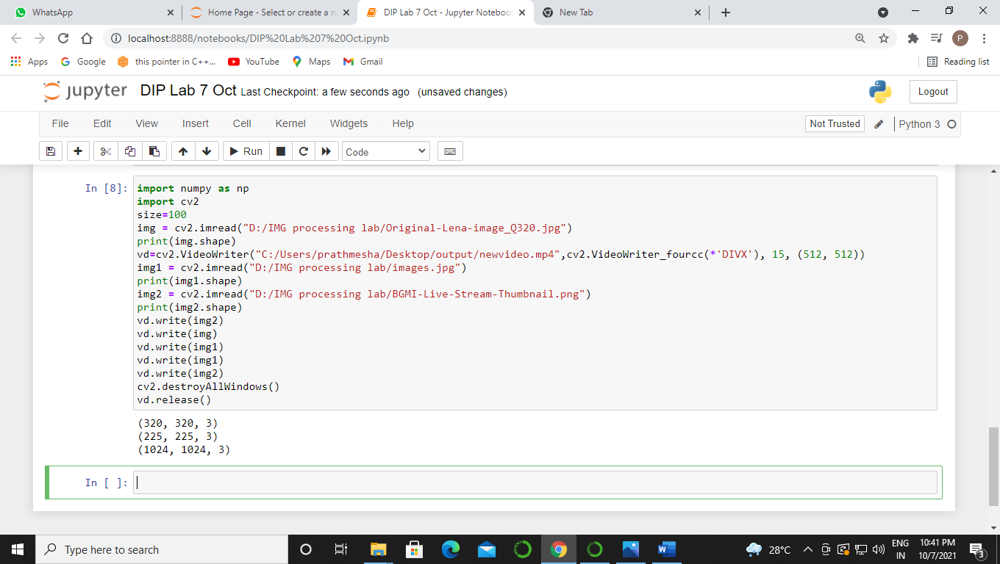 WhatsApp
Home Page - Select or create a n
DIP Lab 7 Oct - Jupyter Noteboo
New Tab
localhost:8888/notebooks/DIP%20Lab%207%20Oct.ipynb
P
Apps
Google
this pointer in C++...
YouTube
Maps
Gmail
Reading list
jupyter DIP Lab 7 Oct Last Checkpoint: a few seconds ago (unsaved changes)
Logout
File Edit View Insert Cell Kernel Widgets Help
Not Trusted
Python 3
Run
Code
In [8]:
import numpy as np
import cv2
size=100
img = cv2.imread("D:/IMG processing lab/Original-Lena-image_Q320.jpg")
print(img.shape)
vd=cv2.VideoWriter("C:/Users/prathmesha/Desktop/output/newvideo.mp4",cv2.VideoWriter_fourcc(*'DIVX'), 15, (512, 512))
img1 = cv2.imread("D:/IMG processing lab/images.jpg")
print(img1.shape)
img2 = cv2.imread("D:/IMG processing lab/BGMI-Live-Stream-Thumbnail.png")
print(img2.shape)
vd.write(img2)
vd.write(img)
vd.write(img1)
vd.write(img1)
vd.write(img2)
cv2.destroyAllWindows()
vd.release()
(320, 320, 3)
(225, 225, 3)
(1024, 1024, 3)
In [ ]:
Type here to search
28°C
ENG
IN
10:41 PM
10/7/2021
3